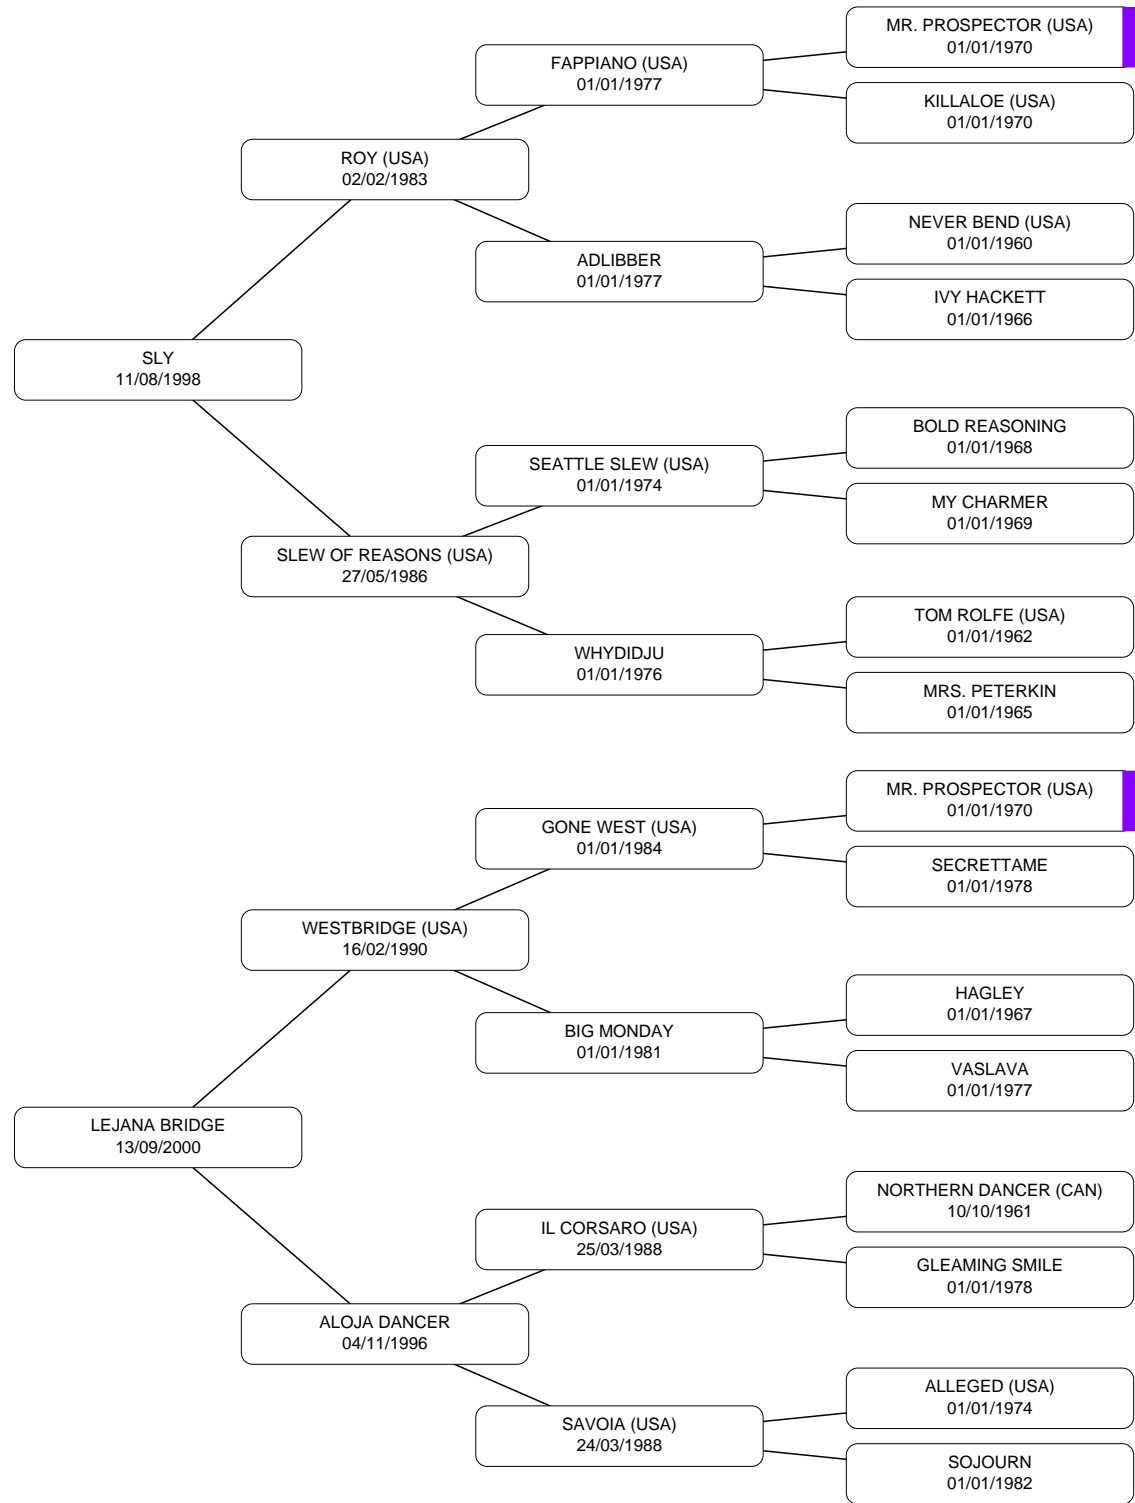 MR. PROSPECTOR (USA)
01/01/1970
FAPPIANO (USA)
01/01/1977
KILLALOE (USA)
01/01/1970
ROY (USA)
02/02/1983
NEVER BEND (USA)
01/01/1960
ADLIBBER
01/01/1977
IVY HACKETT
01/01/1966
SLY
11/08/1998
BOLD REASONING
01/01/1968
SEATTLE SLEW (USA)
01/01/1974
MY CHARMER
01/01/1969
SLEW OF REASONS (USA)
27/05/1986
TOM ROLFE (USA)
01/01/1962
WHYDIDJU
01/01/1976
MRS. PETERKIN
01/01/1965
MR. PROSPECTOR (USA)
01/01/1970
GONE WEST (USA)
01/01/1984
SECRETTAME
01/01/1978
WESTBRIDGE (USA)
16/02/1990
HAGLEY
01/01/1967
BIG MONDAY
01/01/1981
VASLAVA
01/01/1977
LEJANA BRIDGE
13/09/2000
NORTHERN DANCER (CAN)
10/10/1961
IL CORSARO (USA)
25/03/1988
GLEAMING SMILE
01/01/1978
ALOJA DANCER
04/11/1996
ALLEGED (USA)
01/01/1974
SAVOIA (USA)
24/03/1988
SOJOURN
01/01/1982